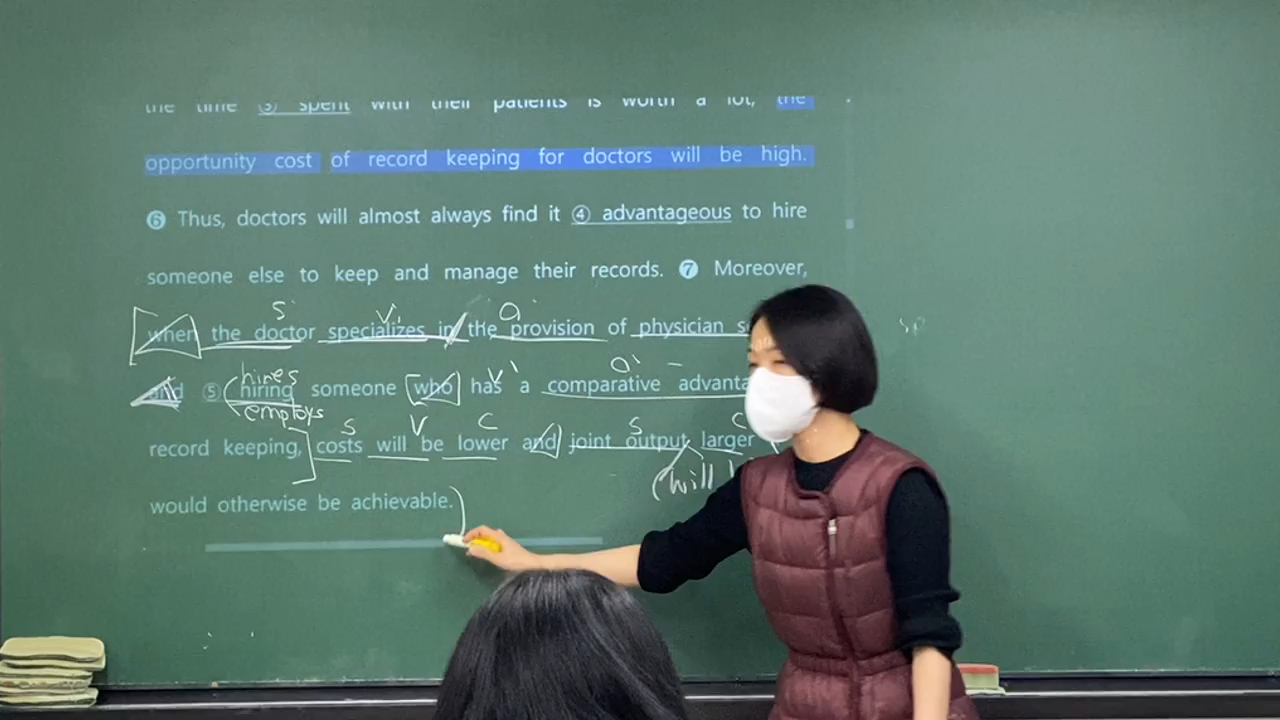 the time ③ spent with their patients is worth a lot, the
opportunity cost of record keeping for doctors will be high.
❻ Thus, doctors will almost always find it ④ advantageous to hire
someone else to keep and manage their records. ❼ Moreover,
S' V' O'
when the doctor specializes in the provision of physician
hires V' O'
and ⑤ hiring someone who has a comparative
employs S V C S C
record keeping, costs will be lower and joint output larger
(will
would otherwise be achievable.